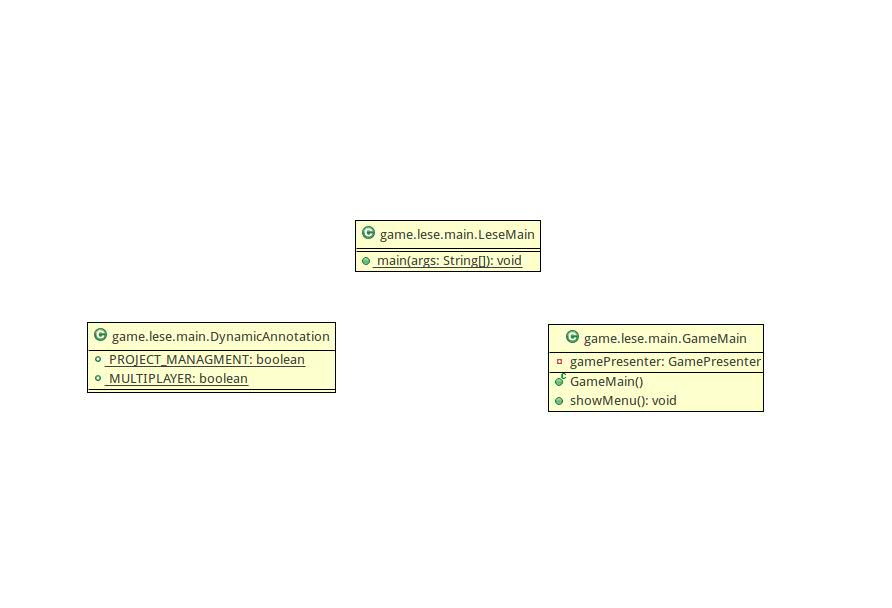 game.lese.main.LeseMain
main(args: String[]): void
game.lese.main.DynamicAnnotation
PROJECT_MANAGMENT: boolean
MULTIPLAYER: boolean
game.lese.main.GameMain
gamePresenter: GamePresenter
GameMain()
showMenu(): void